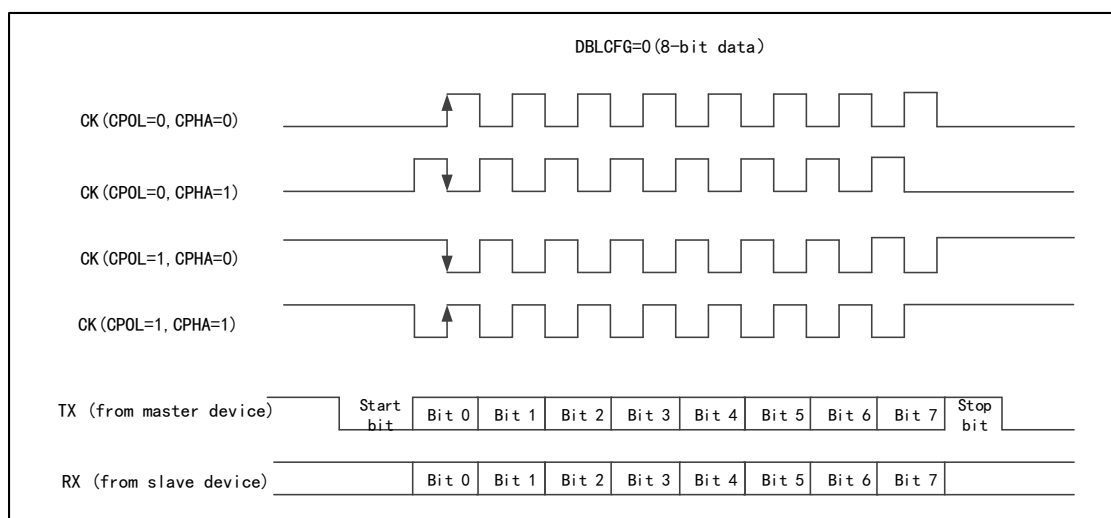 DBLCFG=0(8-bit data)
CK(CPOL=0, CPHA=0)
CK(CPOL=0, CPHA=1)
CK(CPOL=1, CPHA=0)
CK(CPOL=1, CPHA=1)
TX (from master device) Start bit Bit 0 Bit 1 Bit 2 Bit 3 Bit 4 Bit 5 Bit 6 Bit 7 Stop bit
RX (from slave device) Bit 0 Bit 1 Bit 2 Bit 3 Bit 4 Bit 5 Bit 6 Bit 7